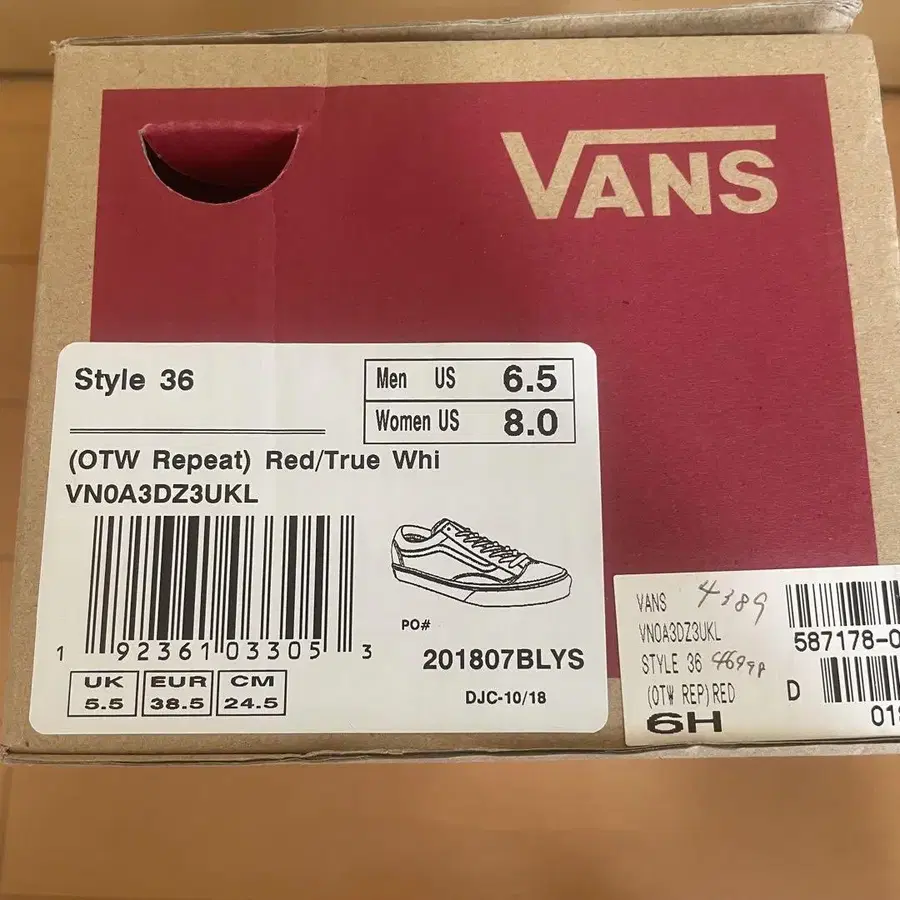 VANS
Style 36
Men US 6.5
Women US 8.0
(OTW Repeat) Red/True Whi
VN0A3DZ3UKL
1 92361 03305 3
PO#
201807BLYS
DJC-10/18
UK 5.5
EUR 38.5
CM 24.5
VANS 4389
VN0A3DZ3UKL
STYLE 36
(OTW REP)RED
6H
587178-0
D
018